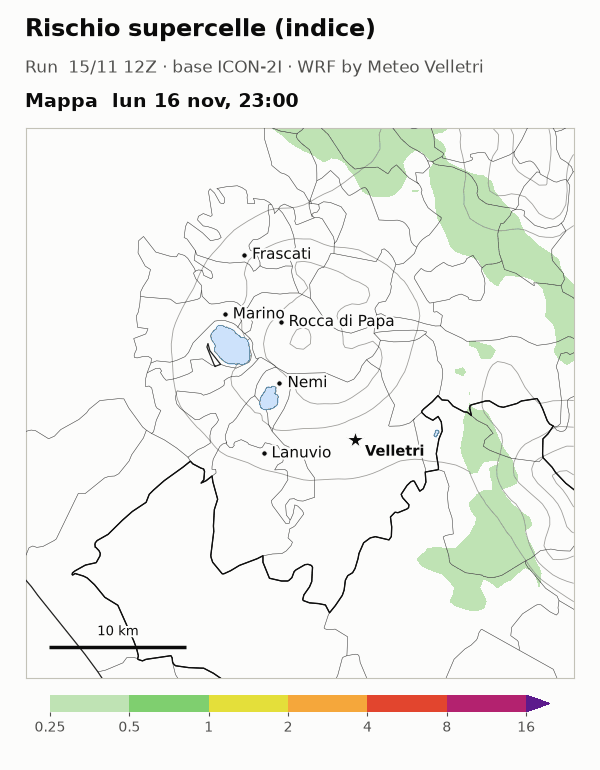 Rischio supercelle (indice)
Run  15/11 12Z · base ICON-2I · WRF by Meteo Velletri
Mappa  lun 16 nov, 23:00
Frascati
Marino
Rocca di Papa
Nemi
Velletri
Lanuvio
10 km
0.25 0.5 1 2 4 8 16